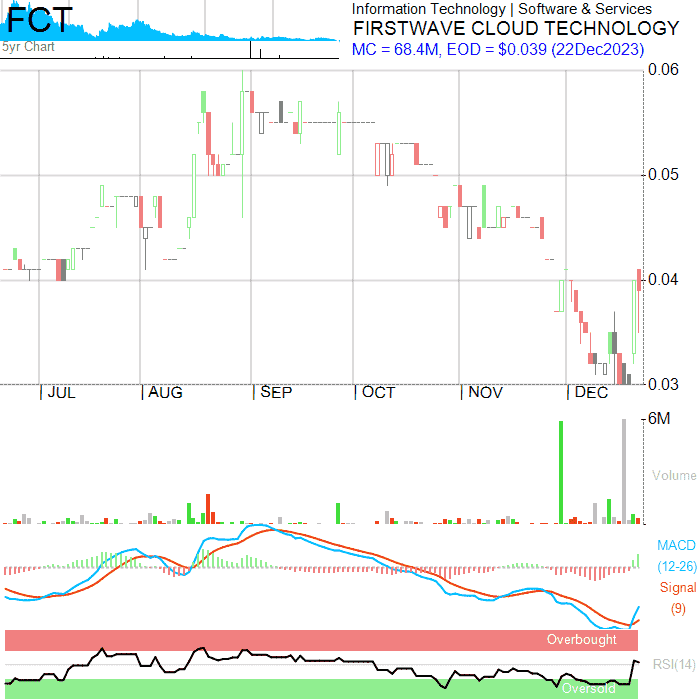 FCT
5yr Chart
Information Technology | Software & Services
FIRSTWAVE CLOUD TECHNOLOGY
MC = 68.4M, EOD = $0.039 (22Dec2023)
0.06
0.05
0.04
0.03
JUL AUG SEP OCT NOV DEC
6M
Volume
MACD
(12-26)
Signal
(9)
Overbought
RSI(14)
Oversold